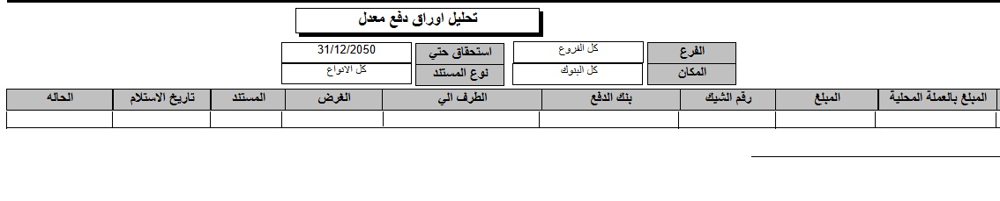 تحليل اوراق دفع معدل
الفرع كل الفروع استحقاق حتي 31/12/2050
المكان كل البنوك نوع المستند كل الانواع
المبلغ بالعملة المحلية المبلغ رقم الشيك بنك الدفع الطرف الي الغرض المستند تاريخ الاستلام الحاله